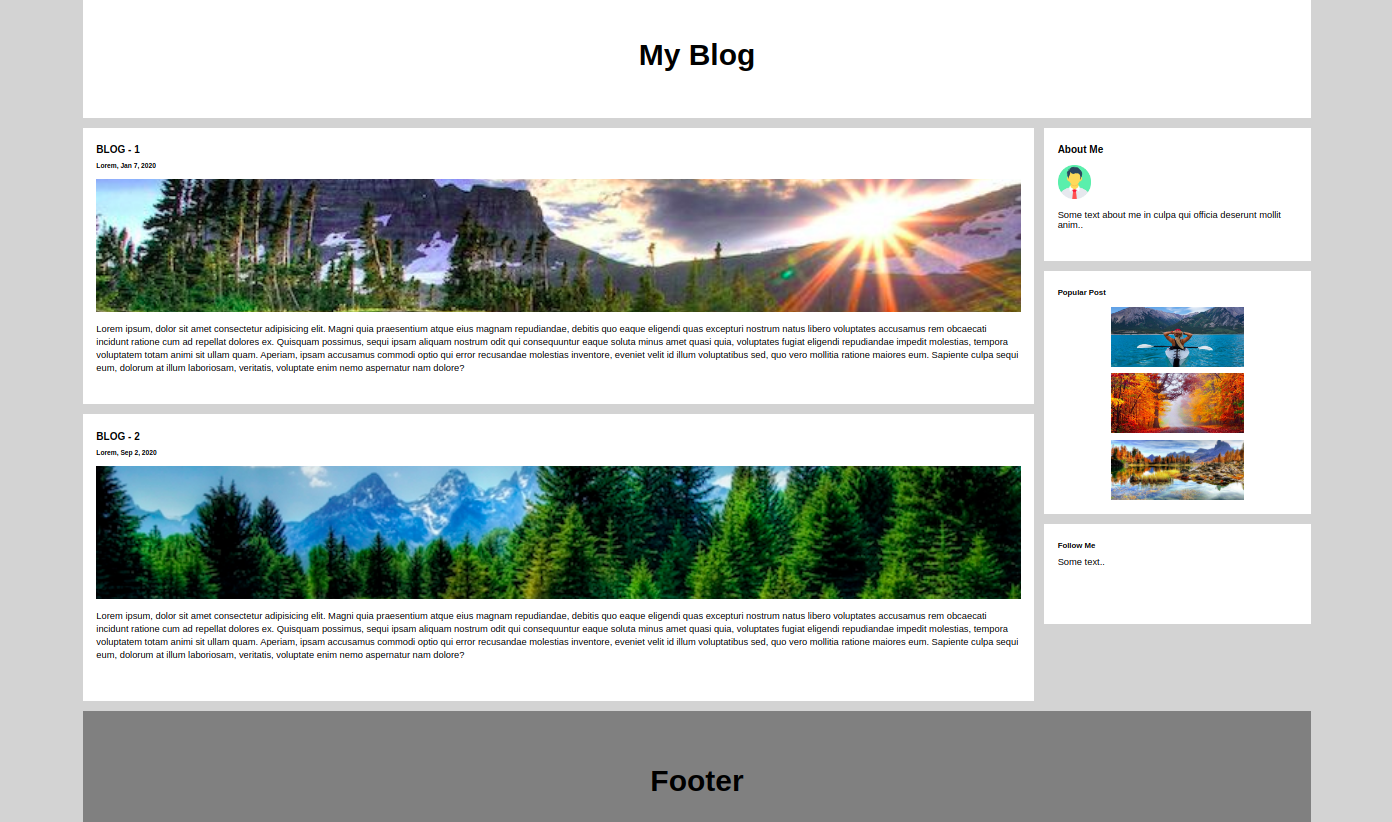 My Blog
BLOG - 1
Lorem, Jan 7, 2020
Lorem ipsum, dolor sit amet consectetur adipisicing elit. Magni quia praesentium atque eius magnam repudiandae, debitis quo eaque eligendi quas excepturi nostrum natus libero voluptates accusamus rem obcaecati
incidunt ratione cum ad repellat dolores ex. Quisquam possimus, sequi ipsam aliquam nostrum odit qui consequuntur eaque soluta minus amet quasi quia, voluptates fugiat eligendi repudiandae impedit molestias, tempora
voluptatem totam animi sit ullam quam. Aperiam, ipsam accusamus commodi optio qui error recusandae molestias inventore, eveniet velit id illum voluptatibus sed, quo vero mollitia ratione maiores eum. Sapiente culpa sequi
eum, dolorum at illum laboriosam, veritatis, voluptate enim nemo aspernatur nam dolore?
BLOG - 2
Lorem, Sep 2, 2020
Lorem ipsum, dolor sit amet consectetur adipisicing elit. Magni quia praesentium atque eius magnam repudiandae, debitis quo eaque eligendi quas excepturi nostrum natus libero voluptates accusamus rem obcaecati
incidunt ratione cum ad repellat dolores ex. Quisquam possimus, sequi ipsam aliquam nostrum odit qui consequuntur eaque soluta minus amet quasi quia, voluptates fugiat eligendi repudiandae impedit molestias, tempora
voluptatem totam animi sit ullam quam. Aperiam, ipsam accusamus commodi optio qui error recusandae molestias inventore, eveniet velit id illum voluptatibus sed, quo vero mollitia ratione maiores eum. Sapiente culpa sequi
eum, dolorum at illum laboriosam, veritatis, voluptate enim nemo aspernatur nam dolore?
About Me
Some text about me in culpa qui officia deserunt mollit
anim..
Popular Post
Follow Me
Some text..
Footer